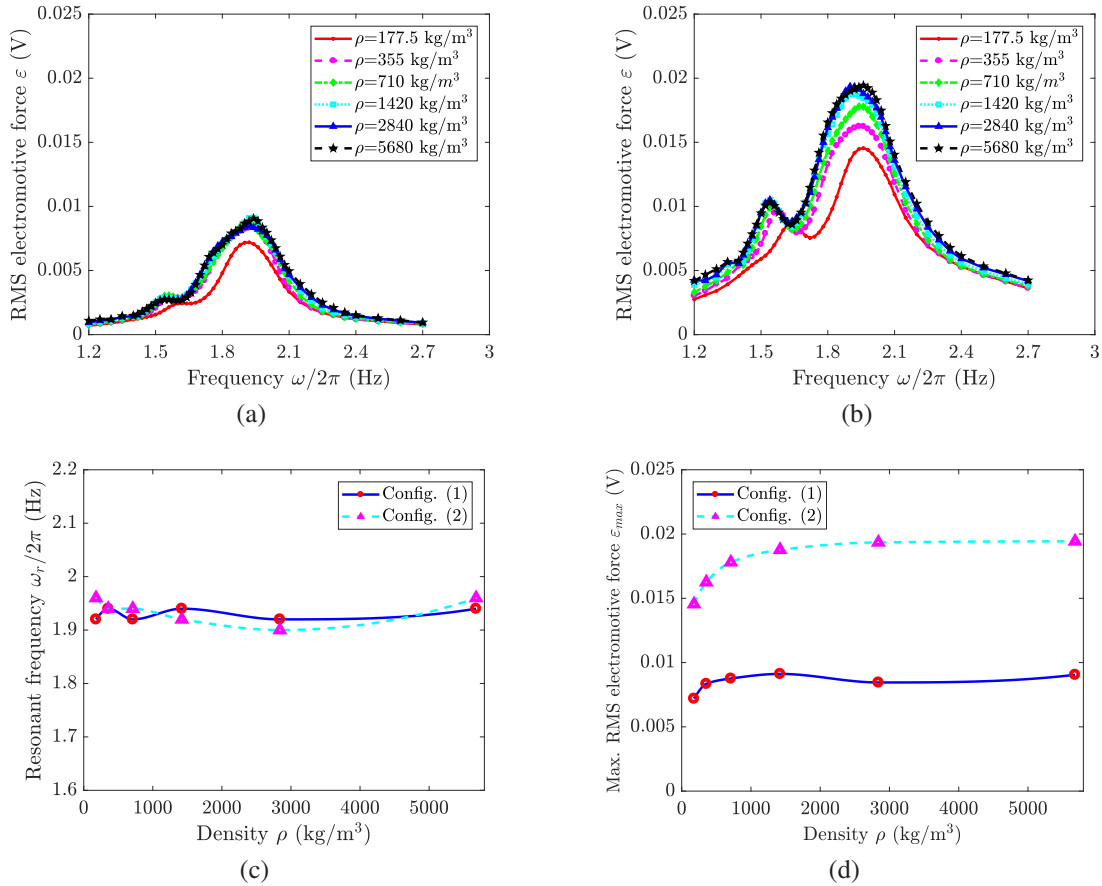 RMS electromotive force ε (V)
0.025
0.02
0.015
0.01
0.005
0
1.2 1.5 1.8 2.1 2.4 2.7 3
Frequency ω/2π (Hz)
ρ=177.5 kg/m³
ρ=355 kg/m³
ρ=710 kg/m³
ρ=1420 kg/m³
ρ=2840 kg/m³
ρ=5680 kg/m³
(a)
RMS electromotive force ε (V)
0.025
0.02
0.015
0.01
0.005
0
1.2 1.5 1.8 2.1 2.4 2.7 3
Frequency ω/2π (Hz)
ρ=177.5 kg/m³
ρ=355 kg/m³
ρ=710 kg/m³
ρ=1420 kg/m³
ρ=2840 kg/m³
ρ=5680 kg/m³
(b)
Resonant frequency ωr/2π (Hz)
2.2
2.1
2
1.9
1.8
1.7
1.6
0 1000 2000 3000 4000 5000
Density ρ (kg/m³)
Config. (1)
Config. (2)
(c)
Max. RMS electromotive force εmax (V)
0.025
0.02
0.015
0.01
0.005
0
0 1000 2000 3000 4000 5000
Density ρ (kg/m³)
Config. (1)
Config. (2)
(d)